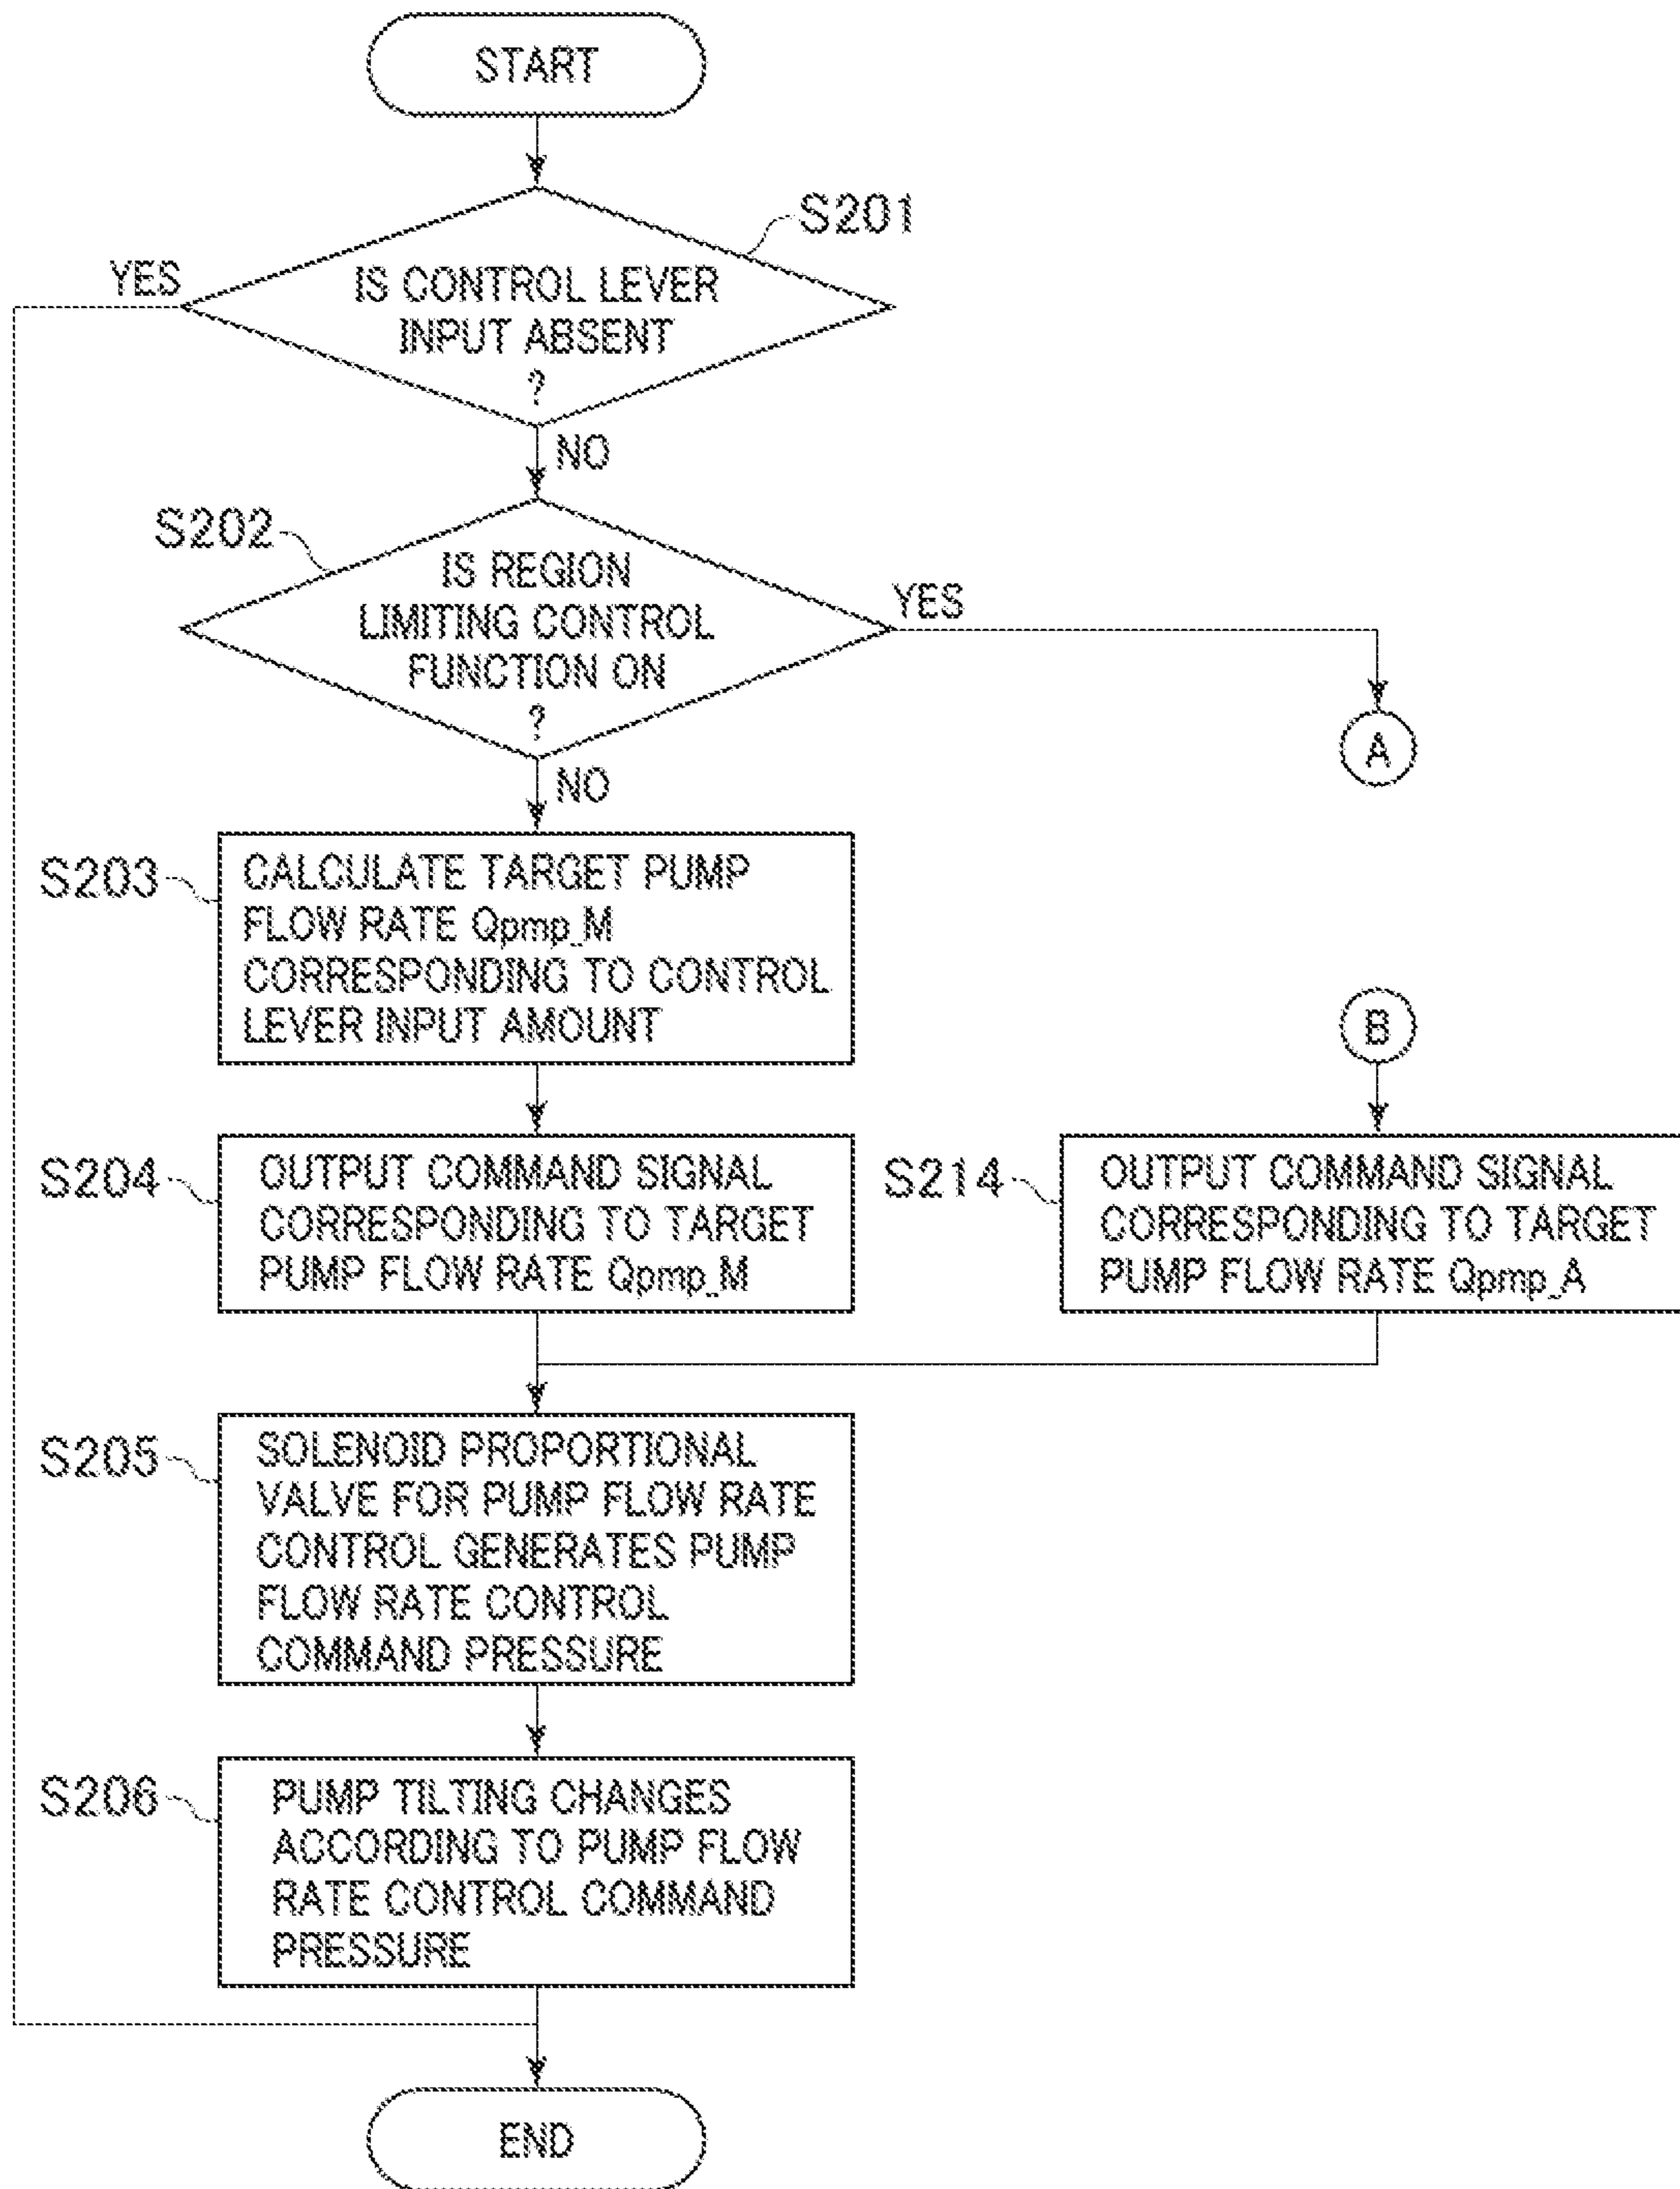 START
S201
YES
IS CONTROL LEVER
INPUT ABSENT
?
NO
S202
IS REGION
LIMITING CONTROL
FUNCTION ON
?
YES
A
NO
S203
CALCULATE TARGET PUMP
FLOW RATE Qpmp_M
CORRESPONDING TO CONTROL
LEVER INPUT AMOUNT
B
S204
OUTPUT COMMAND SIGNAL
CORRESPONDING TO TARGET
PUMP FLOW RATE Qpmp_M
S214
OUTPUT COMMAND SIGNAL
CORRESPONDING TO TARGET
PUMP FLOW RATE Qpmp_A
S205
SOLENOID PROPORTIONAL
VALVE FOR PUMP FLOW RATE
CONTROL GENERATES PUMP
FLOW RATE CONTROL
COMMAND PRESSURE
S206
PUMP TILTING CHANGES
ACCORDING TO PUMP FLOW
RATE CONTROL COMMAND
PRESSURE
END